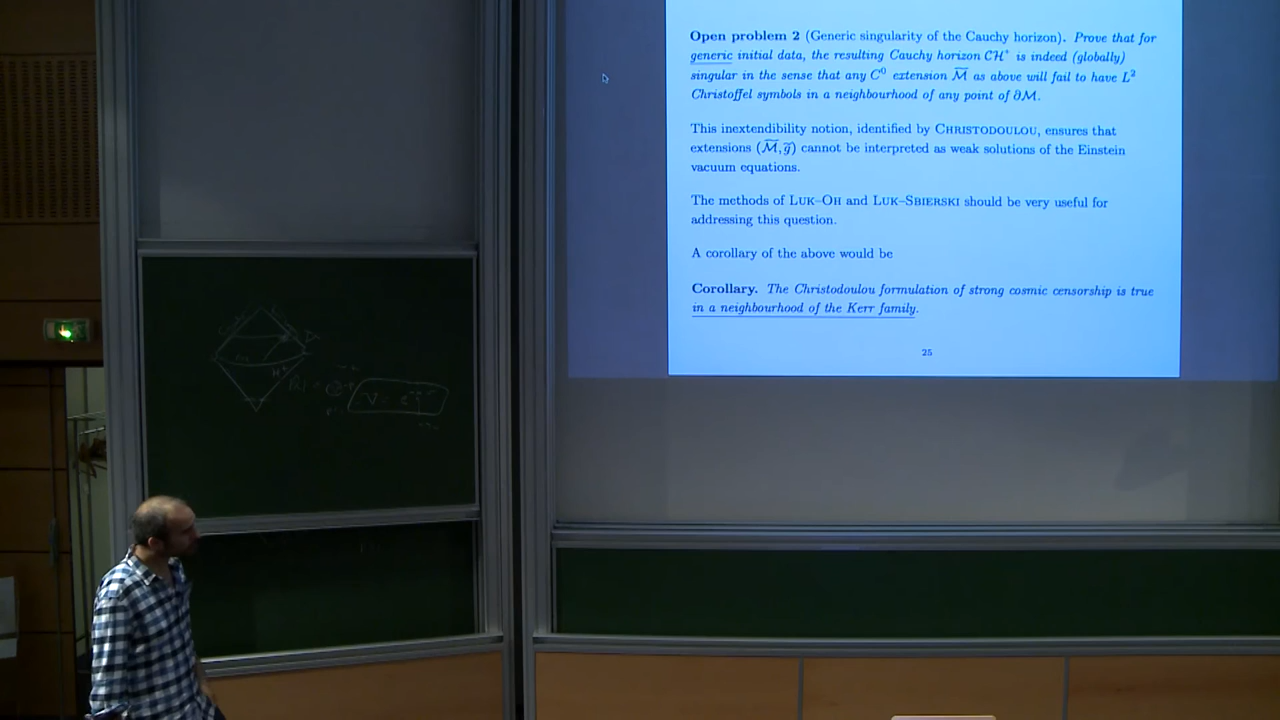 Open problem 2 (Generic singularity of the Cauchy horizon). Prove that for
generic initial data, the resulting Cauchy horizon CH⁺ is indeed (globally)
singular in the sense that any C⁰ extension M̃ as above will fail to have L²
Christoffel symbols in a neighbourhood of any point of ∂M.
This inextendibility notion, identified by CHRISTODOULOU, ensures that
extensions (M̃, g̃) cannot be interpreted as weak solutions of the Einstein
vacuum equations.
The methods of LUK–OH and LUK–SBIERSKI should be very useful for
addressing this question.
A corollary of the above would be
Corollary. The Christodoulou formulation of strong cosmic censorship is true
in a neighbourhood of the Kerr family.
25